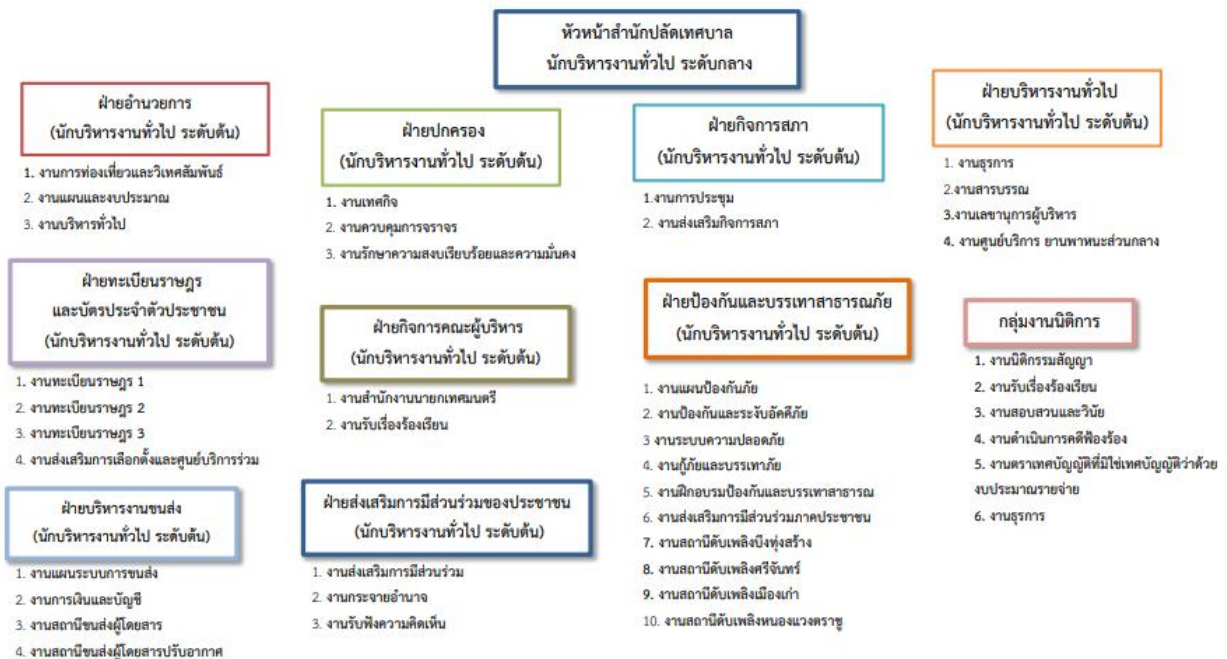 หัวหน้าสำนักปลัดเทศบาล
นักบริหารงานทั่วไป ระดับกลาง
ฝ่ายอำนวยการ
(นักบริหารงานทั่วไป ระดับต้น)
1. งานการท่องเที่ยวและวิเทศสัมพันธ์
2. งานแผนและงบประมาณ
3. งานบริหารทั่วไป
ฝ่ายปกครอง
(นักบริหารงานทั่วไป ระดับต้น)
1. งานเทศกิจ
2. งานควบคุมการจราจร
3. งานรักษาความสงบเรียบร้อยและความมั่นคง
ฝ่ายกิจการสภา
(นักบริหารงานทั่วไป ระดับต้น)
1.งานการประชุม
2. งานส่งเสริมกิจการสภา
ฝ่ายบริหารงานทั่วไป
(นักบริหารงานทั่วไป ระดับต้น)
1. งานธุรการ
2.งานสารบรรณ
3.งานเลขานุการผู้บริหาร
4. งานศูนย์บริการ ยานพาหนะส่วนกลาง
ฝ่ายทะเบียนราษฎร
และบัตรประจำตัวประชาชน
(นักบริหารงานทั่วไป ระดับต้น)
1. งานทะเบียนราษฎร 1
2. งานทะเบียนราษฎร 2
3. งานทะเบียนราษฎร 3
4. งานส่งเสริมการเลือกตั้งและศูนย์บริการร่วม
ฝ่ายกิจการคณะผู้บริหาร
(นักบริหารงานทั่วไป ระดับต้น)
1. งานสำนักงานนายกเทศมนตรี
2. งานรับเรื่องร้องเรียน
ฝ่ายป้องกันและบรรเทาสาธารณภัย
(นักบริหารงานทั่วไป ระดับต้น)
1. งานแผนป้องกันภัย
2. งานป้องกันและระงับอัคคีภัย
3 งานระบบความปลอดภัย
4. งานกู้ภัยและบรรเทาภัย
5. งานฝึกอบรมป้องกันและบรรเทาสาธารณ
6. งานส่งเสริมการมีส่วนร่วมภาคประชาชน
7. งานสถานีดับเพลิงบึงทุ่งสร้าง
8. งานสถานีดับเพลิงศรีจันทร์
9. งานสถานีดับเพลิงเมืองเก่า
10. งานสถานีดับเพลิงหนองแวงตราชู
กลุ่มงานนิติการ
1. งานนิติกรรมสัญญา
2. งานรับเรื่องร้องเรียน
3. งานสอบสวนและวินัย
4. งานดำเนินการคดีฟ้องร้อง
5. งานตราเทศบัญญัติที่มิใช่เทศบัญญัติว่าด้วย
งบประมาณรายจ่าย
6. งานธุรการ
ฝ่ายบริหารงานขนส่ง
(นักบริหารงานทั่วไป ระดับต้น)
1. งานแผนระบบการขนส่ง
2. งานการเงินและบัญชี
3. งานสถานีขนส่งผู้โดยสาร
4. งานสถานีขนส่งผู้โดยสารปรับอากาศ
ฝ่ายส่งเสริมการมีส่วนร่วมของประชาชน
(นักบริหารงานทั่วไป ระดับต้น)
1. งานส่งเสริมการมีส่วนร่วม
2. งานกระจายอำนาจ
3. งานรับฟังความคิดเห็น